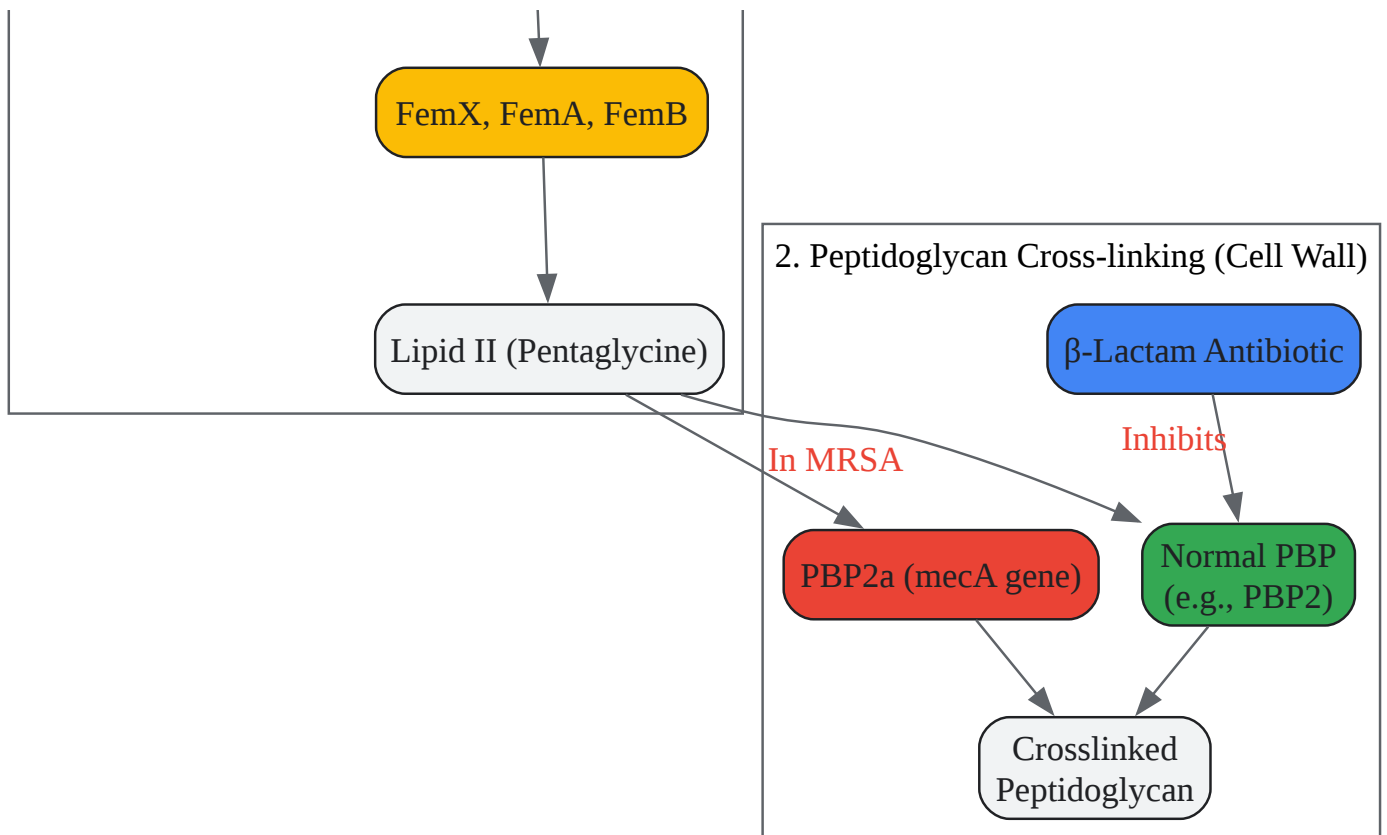 FemX, FemA, FemB
2. Peptidoglycan Cross-linking (Cell Wall)
Lipid II (Pentaglycine)
β-Lactam Antibiotic
Inhibits
In MRSA
PBP2a (mecA gene)
Normal PBP
(e.g., PBP2)
Crosslinked
Peptidoglycan